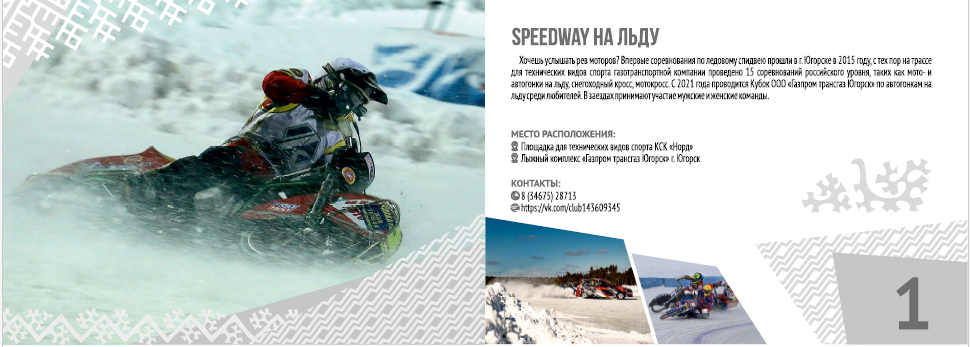 SPEEDWAY НА ЛЬДУ
Хочешь услышать рев моторов? Впервые соревнования по ледовому спидвею прошли в г. Югорске в 2015 году, с тех пор на трассе
для технических видов спорта газотранспортной компании проведено 15 соревнований российского уровня, таких как мото- и
автогонки на льду, снегоходный кросс, мотокросс. С 2021 года проводится Кубок ООО «Газпром трансгаз Югорск» по автогонкам на
льду среди любителей. В заездах принимают участие мужские и женские команды.
МЕСТО РАСПОЛОЖЕНИЯ:
Площадка для технических видов спорта КСК «Норд»
Лыжный комплекс «Газпром трансгаз Югорск» г. Югорск
КОНТАКТЫ:
8 (34675) 28713
https://vk.com/club143609345
1